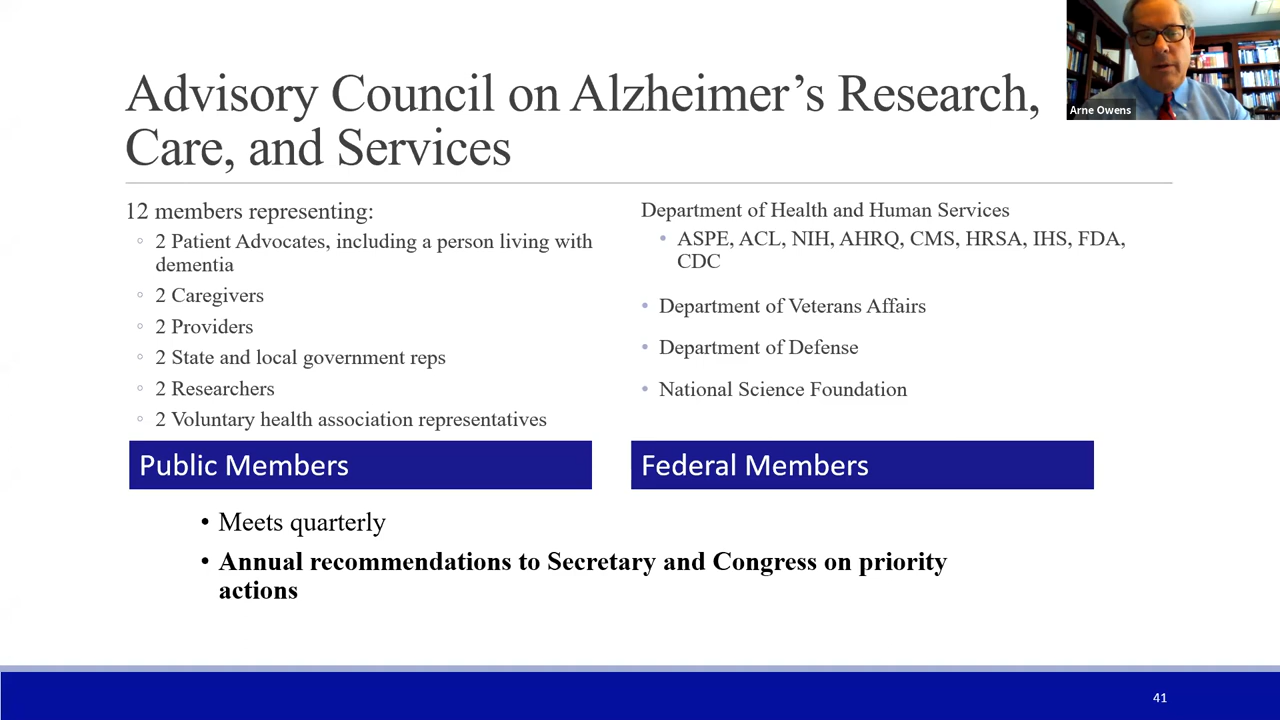 Advisory Council on Alzheimer’s Research,
Care, and Services
Arne Owens
12 members representing:
◦ 2 Patient Advocates, including a person living with
dementia
◦ 2 Caregivers
◦ 2 Providers
◦ 2 State and local government reps
◦ 2 Researchers
◦ 2 Voluntary health association representatives
Public Members
Department of Health and Human Services
• ASPE, ACL, NIH, AHRQ, CMS, HRSA, IHS, FDA,
CDC
• Department of Veterans Affairs
• Department of Defense
• National Science Foundation
Federal Members
• Meets quarterly
• Annual recommendations to Secretary and Congress on priority
actions
41